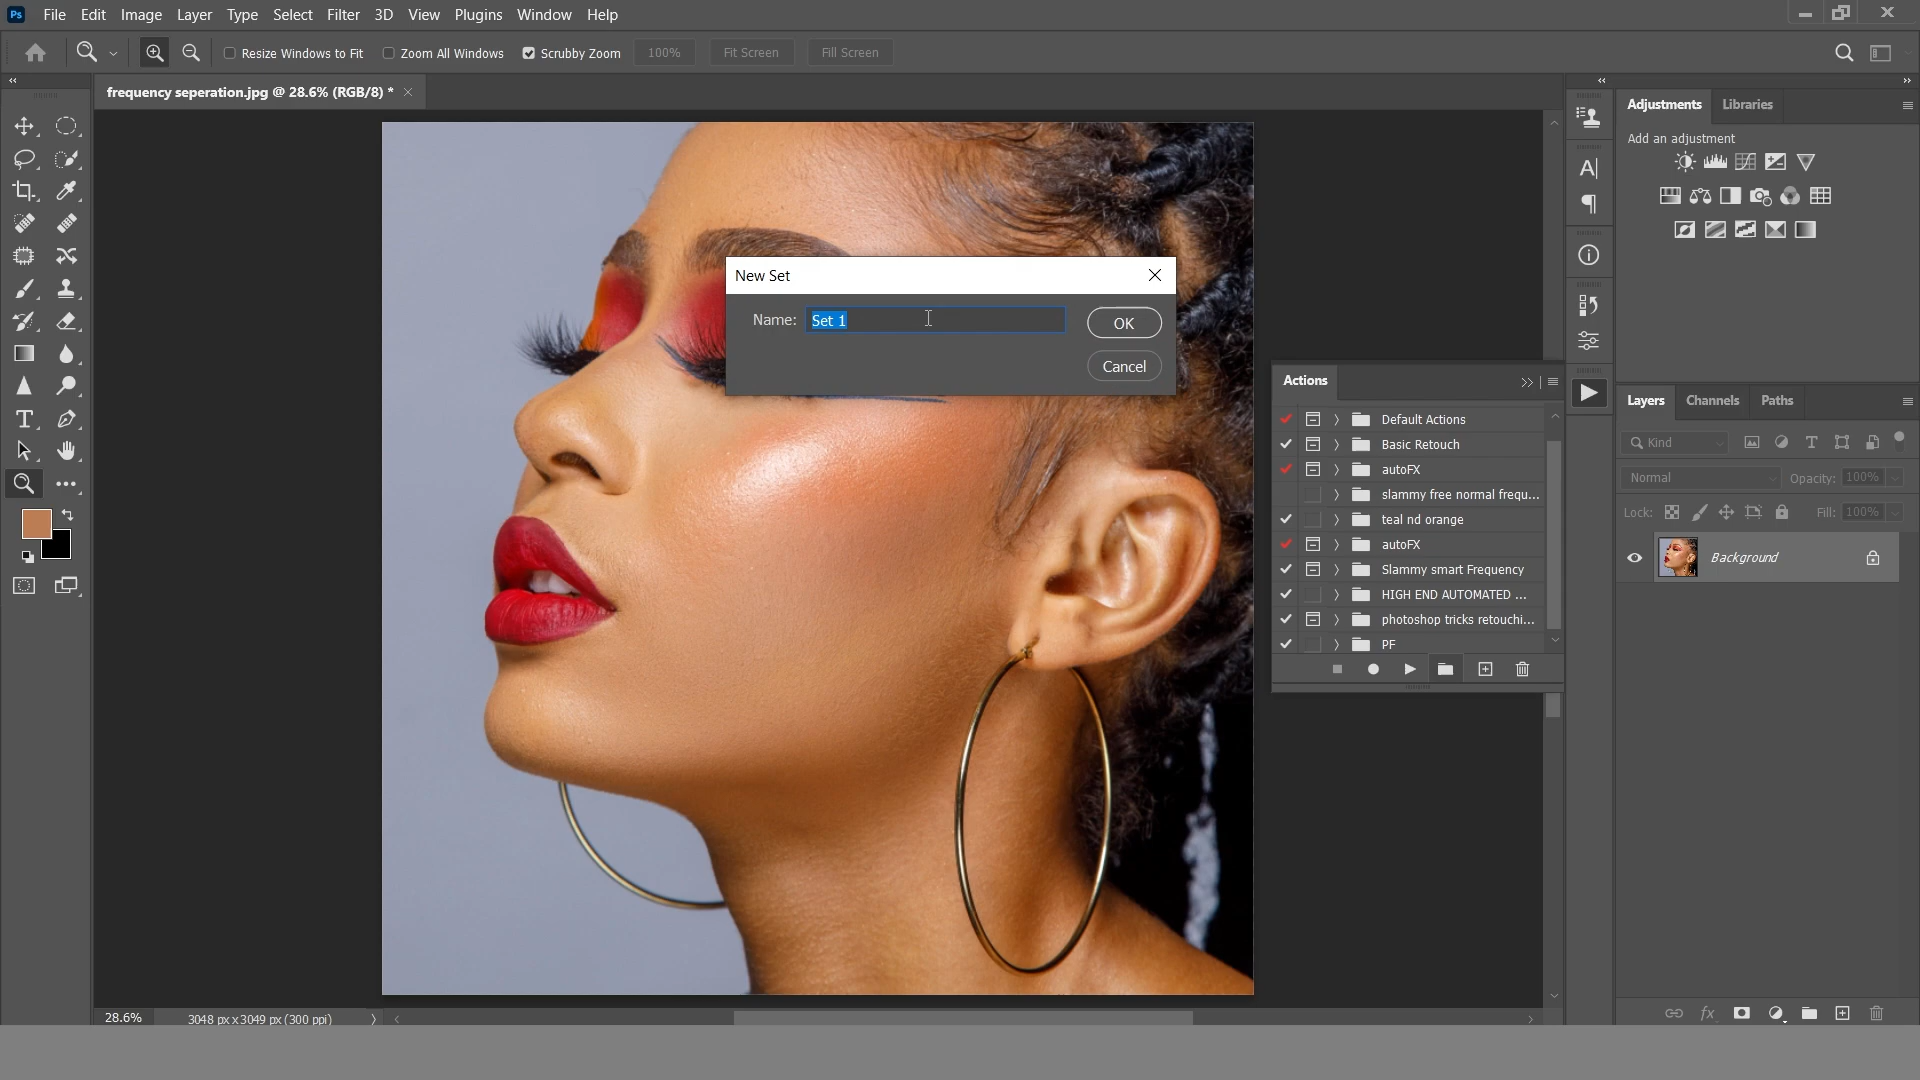 Ps File Edit Image Layer Type Select Filter 3D View Plugins Window Help
Resize Windows to Fit Zoom All Windows Scrubby Zoom 100% Fit Screen Fill Screen
frequency seperation.jpg @ 28.6% (RGB/8) *
Adjustments Libraries
Add an adjustment
New Set
Name: Set 1 OK
Cancel
Actions
Default Actions
Basic Retouch
autoFX
slammy free normal frequ...
teal nd orange
autoFX
Slammy smart Frequency
HIGH END AUTOMATED ...
photoshop tricks retouchi...
PF
Layers Channels Paths
Kind
Normal Opacity: 100%
Lock: Fill: 100%
Background
fx
28.6% 3048 px x 3049 px (300 ppi)